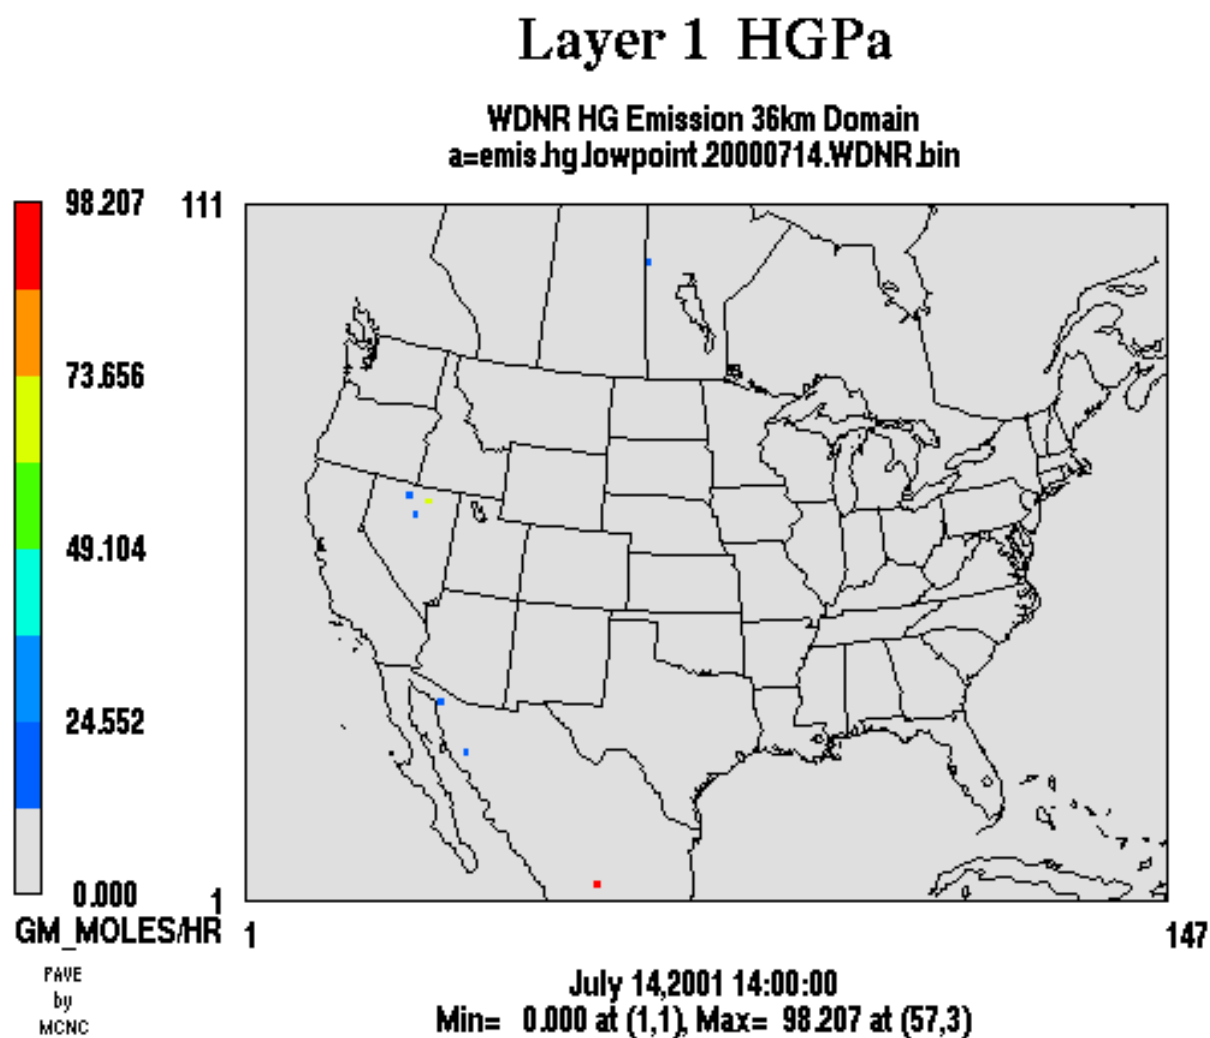 Layer 1 HGPa
WDNR HG Emission 36km Domain
a=emis.hg.lowpoint.20000714.WDNR.bin
98.207
73.656
49.104
24.552
0.000
GM_MOLES/HR
111
1
1
147
PAVE
by
MCNC
July 14,2001 14:00:00
Min= 0.000 at (1,1), Max= 98.207 at (57,3)